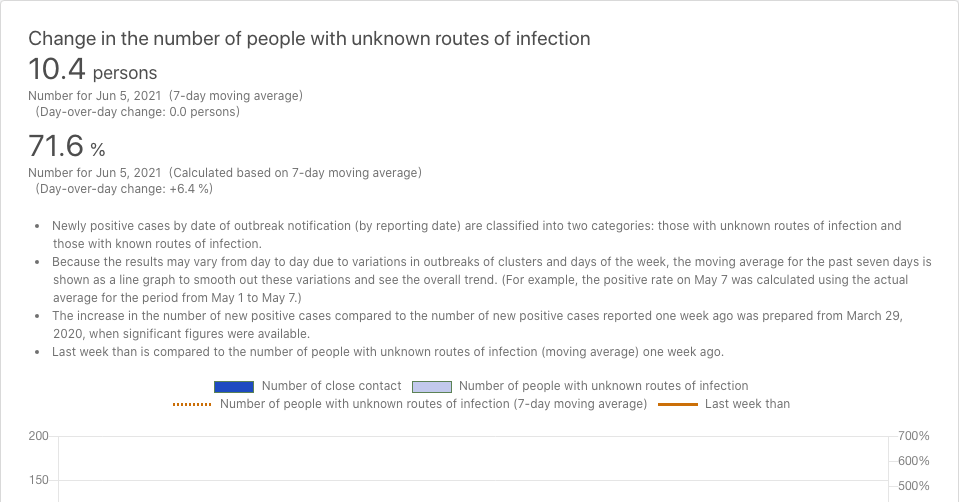 Change in the number of people with unknown routes of infection
10.4 persons
Number for Jun 5, 2021  (7-day moving average)
(Day-over-day change: 0.0 persons)
71.6 %
Number for Jun 5, 2021  (Calculated based on 7-day moving average)
(Day-over-day change: +6.4 %)
• Newly positive cases by date of outbreak notification (by reporting date) are classified into two categories: those with unknown routes of infection and
those with known routes of infection.
• Because the results may vary from day to day due to variations in outbreaks of clusters and days of the week, the moving average for the past seven days is
shown as a line graph to smooth out these variations and see the overall trend. (For example, the positive rate on May 7 was calculated using the actual
average for the period from May 1 to May 7.)
• The increase in the number of new positive cases compared to the number of new positive cases reported one week ago was prepared from March 29,
2020, when significant figures were available.
• Last week than is compared to the number of people with unknown routes of infection (moving average) one week ago.
Number of close contact Number of people with unknown routes of infection
Number of people with unknown routes of infection (7-day moving average) Last week than
200 700%
600%
150 500%